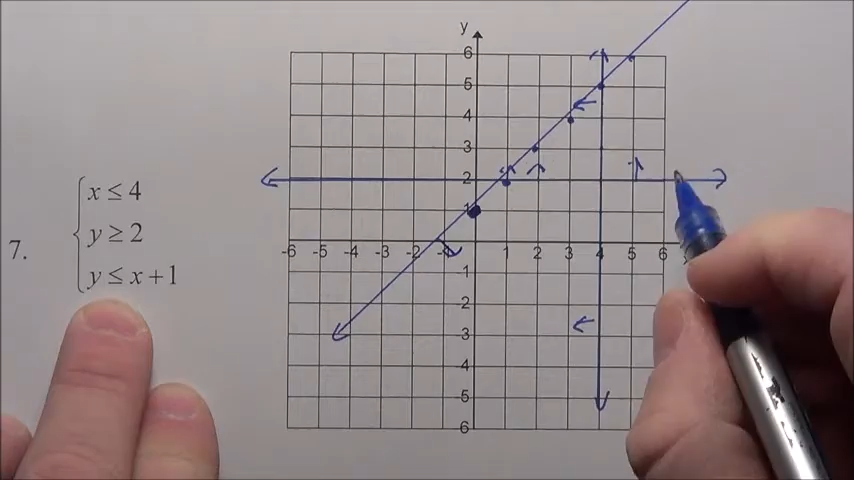 7.
x ≤ 4
y ≥ 2
y ≤ x + 1
y
6
5
4
3
2
1
-6 -5 -4 -3 -2 1 2 3 4 5 6
1
-2
3
4
5
6